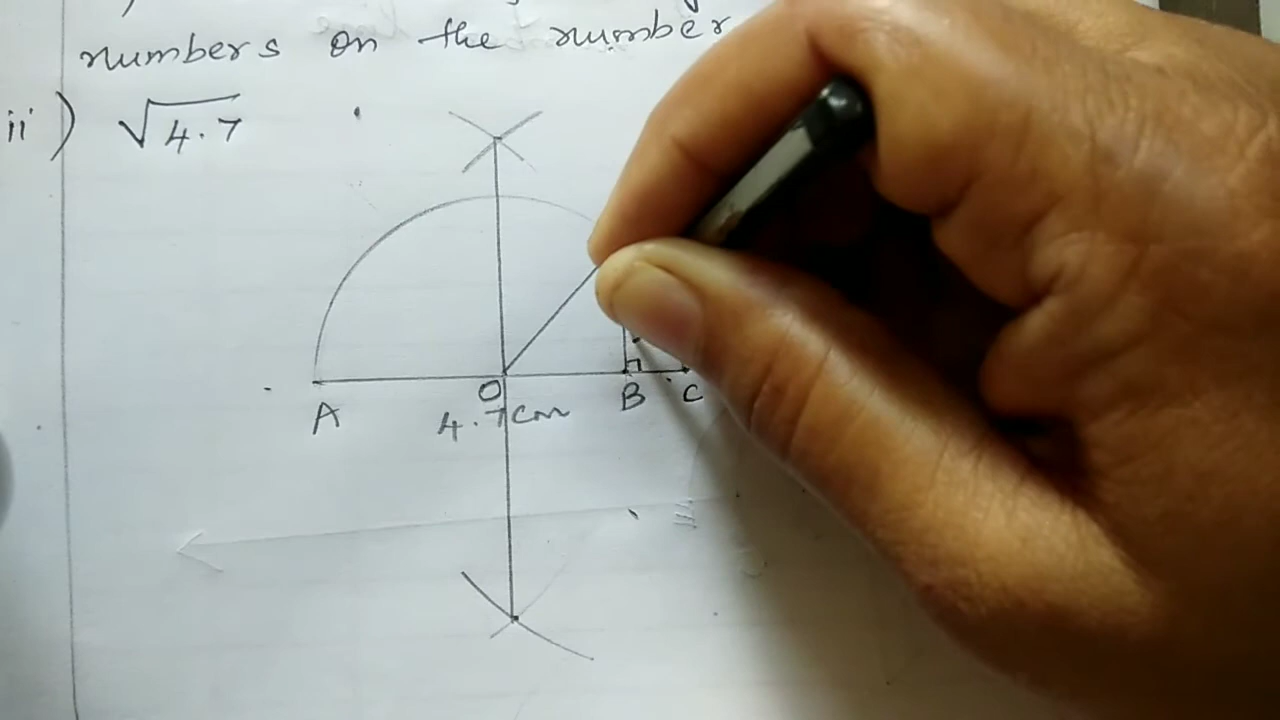 numbers on the number
ii) √4.7
O
A 4.7cm B C